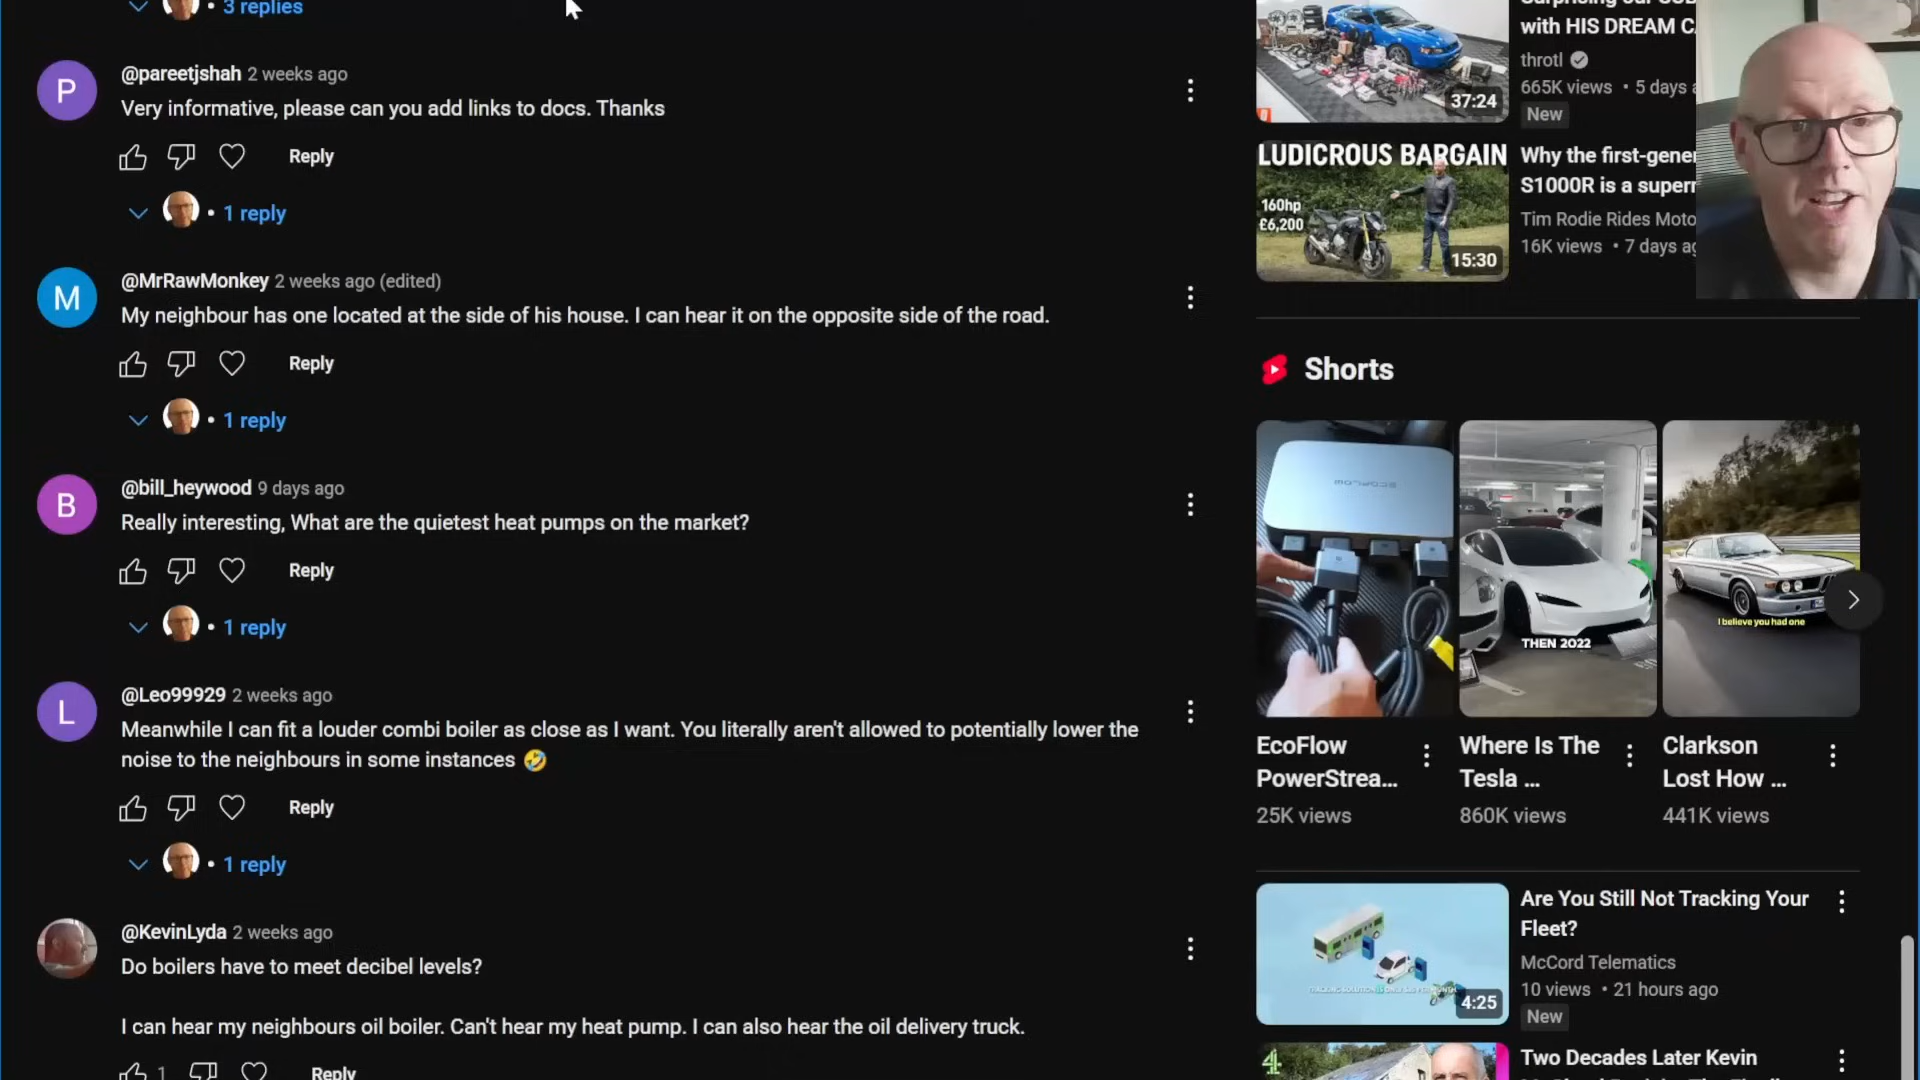 3 replies
P
@pareetjshah 2 weeks ago
Very informative, please can you add links to docs. Thanks
Reply
1 reply
M
@MrRawMonkey 2 weeks ago (edited)
My neighbour has one located at the side of his house. I can hear it on the opposite side of the road.
Reply
1 reply
B
@bill_heywood 9 days ago
Really interesting, What are the quietest heat pumps on the market?
Reply
1 reply
L
@Leo99929 2 weeks ago
Meanwhile I can fit a louder combi boiler as close as I want. You literally aren't allowed to potentially lower the
noise to the neighbours in some instances 🤣
Reply
1 reply
@KevinLyda 2 weeks ago
Do boilers have to meet decibel levels?
I can hear my neighbours oil boiler. Can't hear my heat pump. I can also hear the oil delivery truck.
1
Reply
37:24
with HIS DREAM
throtl
665K views • 5 days
New
LUDICROUS BARGAIN
160hp
£6,200
15:30
Why the first-gener
S1000R is a
Tim Rodie Rides Moto
16K views • 7 days
Shorts
ECOFLOW
THEN 2022
I believe you had one
EcoFlow
PowerStrea...
25K views
Where Is The
Tesla ...
860K views
Clarkson
Lost How ...
441K views
4:25
Are You Still Not Tracking Your
Fleet?
McCord Telematics
10 views • 21 hours ago
New
4
Two Decades Later Kevin